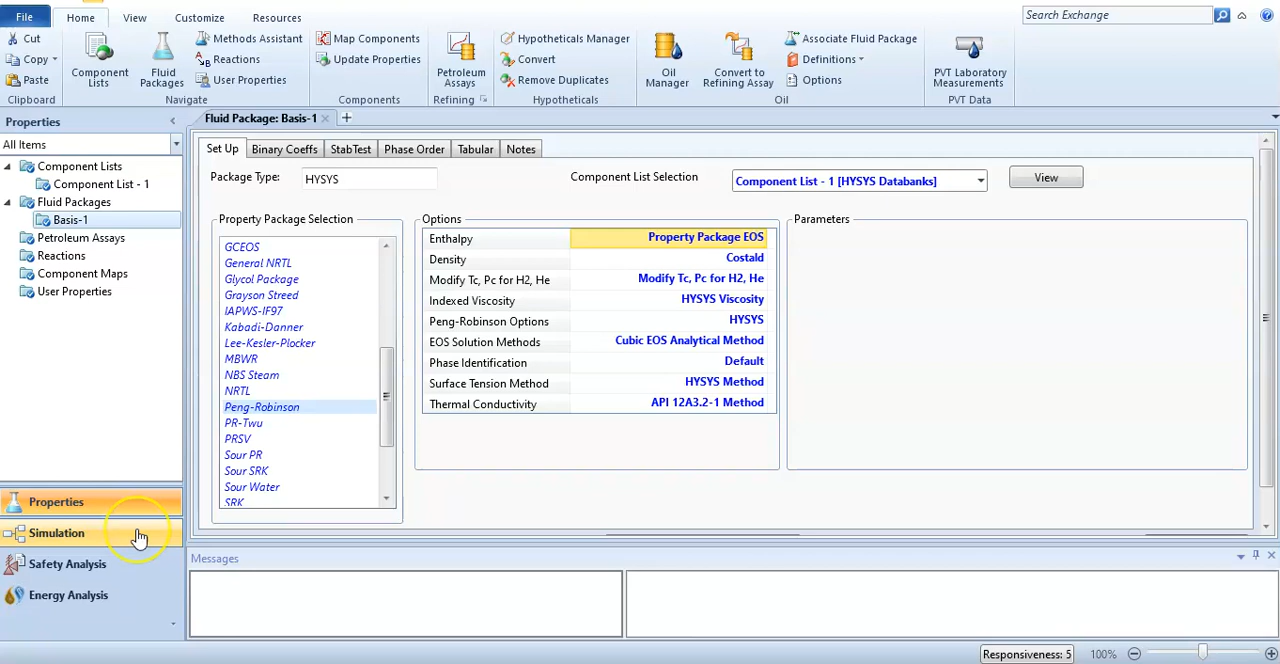 File Home View Customize Resources Search Exchange
Cut
Copy
Paste
Clipboard
Component Lists
Fluid Packages
Methods Assistant
Reactions
User Properties
Navigate
Map Components
Update Properties
Components
Petroleum Assays
Refining
Hypotheticals Manager
Convert
Remove Duplicates
Hypotheticals
Oil Manager
Convert to Refining Assay
Associate Fluid Package
Definitions
Options
Oil
PVT Laboratory Measurements
PVT Data
Properties
All Items
Component Lists
Component List - 1
Fluid Packages
Basis-1
Petroleum Assays
Reactions
Component Maps
User Properties
Properties
Simulation
Safety Analysis
Energy Analysis
Fluid Package: Basis-1
Set Up Binary Coeffs StabTest Phase Order Tabular Notes
Package Type: HYSYS Component List Selection Component List - 1 [HYSYS Databanks] View
Property Package Selection
GCEOS
General NRTL
Glycol Package
Grayson Streed
IAPWS-IF97
Kabadi-Danner
Lee-Kesler-Plocker
MBWR
NBS Steam
NRTL
Peng-Robinson
PR-Twu
PRSV
Sour PR
Sour SRK
Sour Water
SRK
Options
Enthalpy Property Package EOS
Density Costald
Modify Tc, Pc for H2, He Modify Tc, Pc for H2, He
Indexed Viscosity HYSYS Viscosity
Peng-Robinson Options HYSYS
EOS Solution Methods Cubic EOS Analytical Method
Phase Identification Default
Surface Tension Method HYSYS Method
Thermal Conductivity API 12A3.2-1 Method
Parameters
Messages
Responsiveness: 5 100%